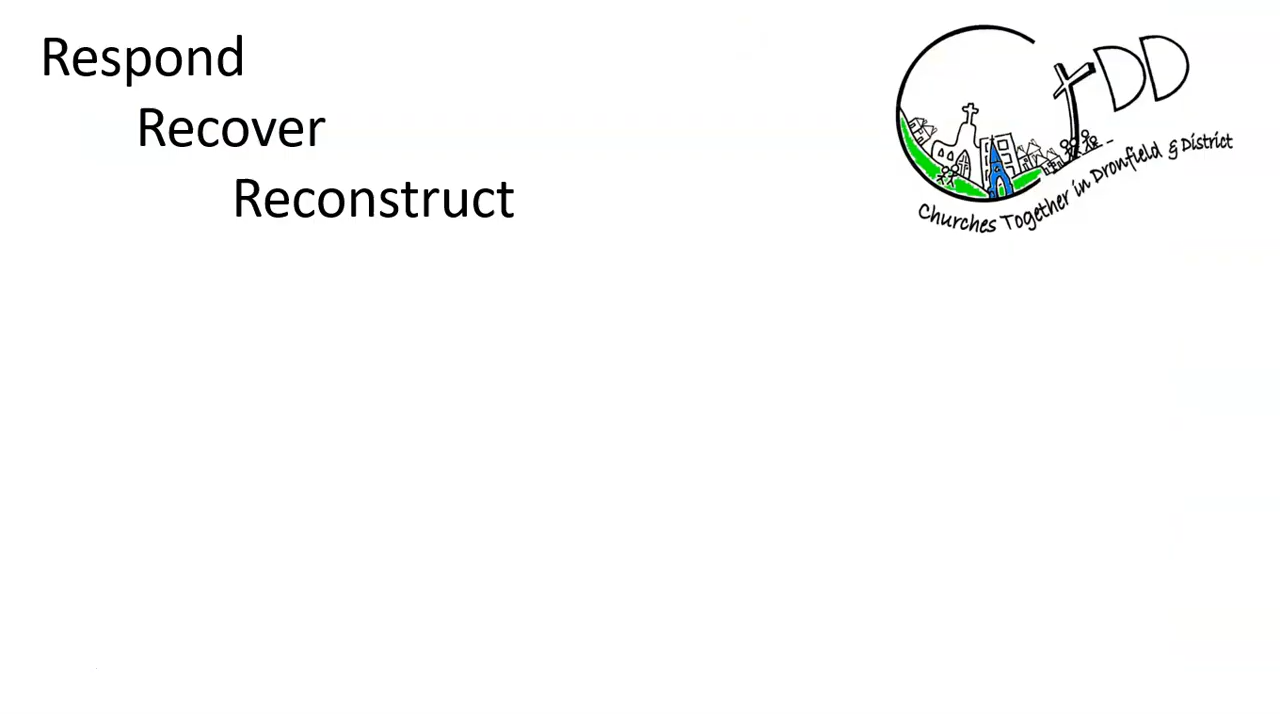 Respond
Recover
Reconstruct
CTDD
Churches Together in Dronfield & District